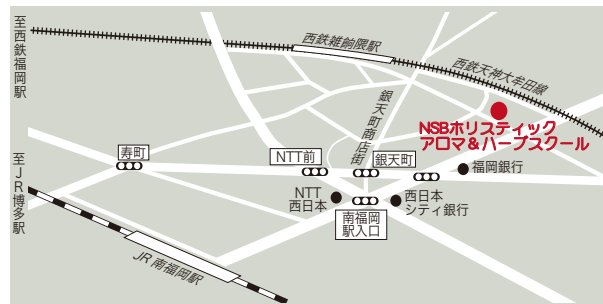 至西鉄福岡駅
西鉄雑餉隈駅
西鉄天神大牟田線
銀天町商店街
NSBホリスティック
アロマ&ハーブスクール
福岡銀行
寿町
NTT前
銀天町
至JR博多駅
NTT
西日本
南福岡
駅入口
西日本
シティ銀行
JR南福岡駅